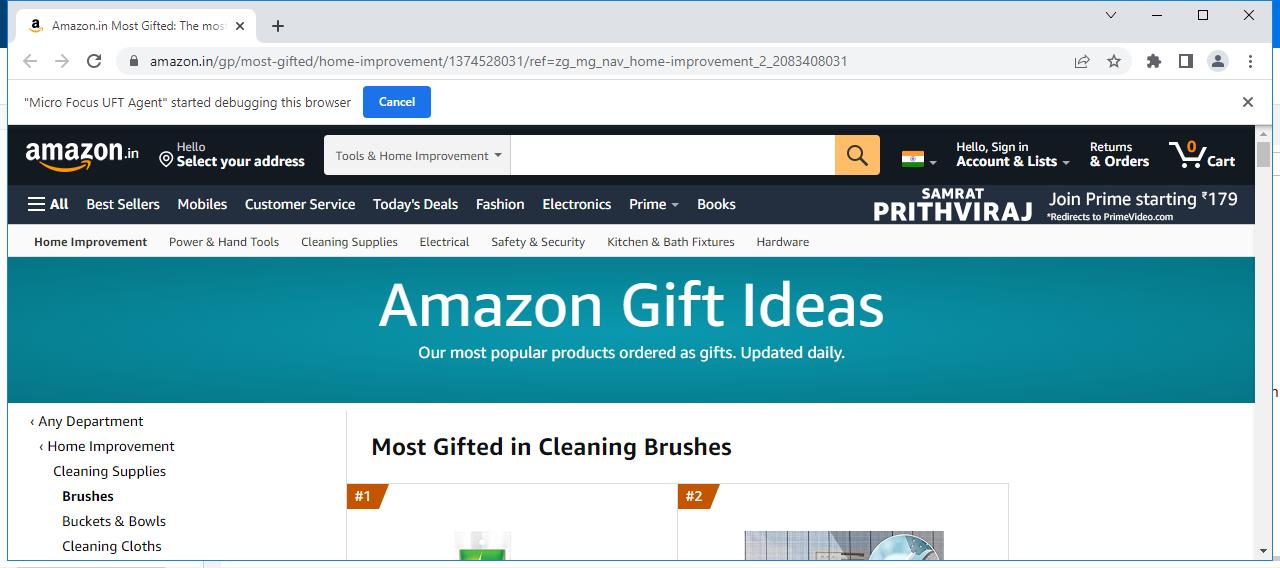 Amazon.in Most Gifted: The mos
amazon.in/gp/most-gifted/home-improvement/1374528031/ref=zg_mg_nav_home-improvement_2_2083408031
"Micro Focus UFT Agent" started debugging this browser
Cancel
amazon.in
Hello
Select your address
Tools & Home Improvement
Hello, Sign in
Account & Lists
Returns
& Orders
0
Cart
All
Best Sellers
Mobiles
Customer Service
Today's Deals
Fashion
Electronics
Prime
Books
SAMRAT
PRITHVIRAJ
Join Prime starting ₹179
*Redirects to PrimeVideo.com
Home Improvement
Power & Hand Tools
Cleaning Supplies
Electrical
Safety & Security
Kitchen & Bath Fixtures
Hardware
Amazon Gift Ideas
Our most popular products ordered as gifts. Updated daily.
‹ Any Department
‹ Home Improvement
Cleaning Supplies
Brushes
Buckets & Bowls
Cleaning Cloths
Most Gifted in Cleaning Brushes
#1
#2